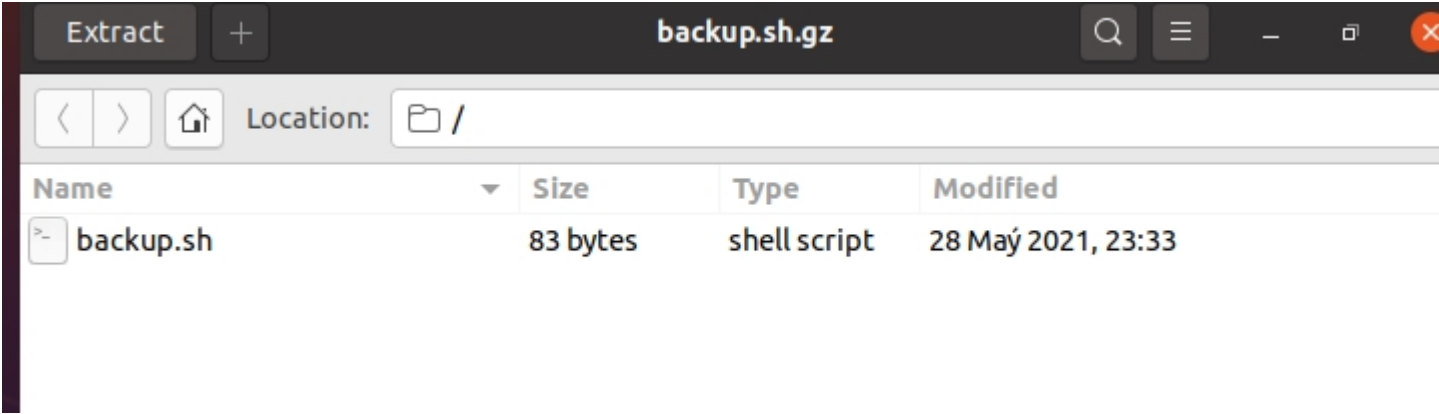 Extract backup.sh.gz
Location: /
Name Size Type Modified
backup.sh 83 bytes shell script 28 Maý 2021, 23:33